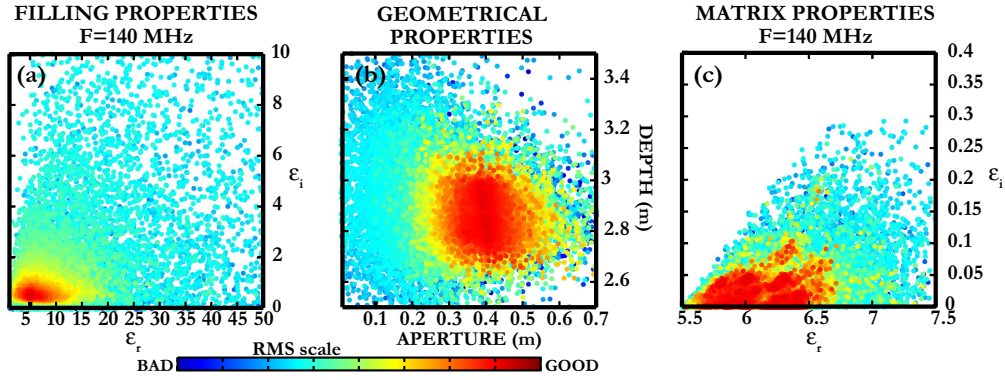 FILLING PROPERTIES
F=140 MHz
GEOMETRICAL
PROPERTIES
MATRIX PROPERTIES
F=140 MHz
(a)
10
8
6
εi
4
2
0
5 10 15 20 25 30 35 40 45 50
εr
(b)
3.4
3.2
3
2.8
2.6
DEPTH (m)
0.1 0.2 0.3 0.4 0.5 0.6 0.7
APERTURE (m)
(c)
0.4
0.35
0.3
0.25
εi
0.2
0.15
0.1
0.05
0
5.5 6 6.5 7 7.5
εr
RMS scale
BAD GOOD